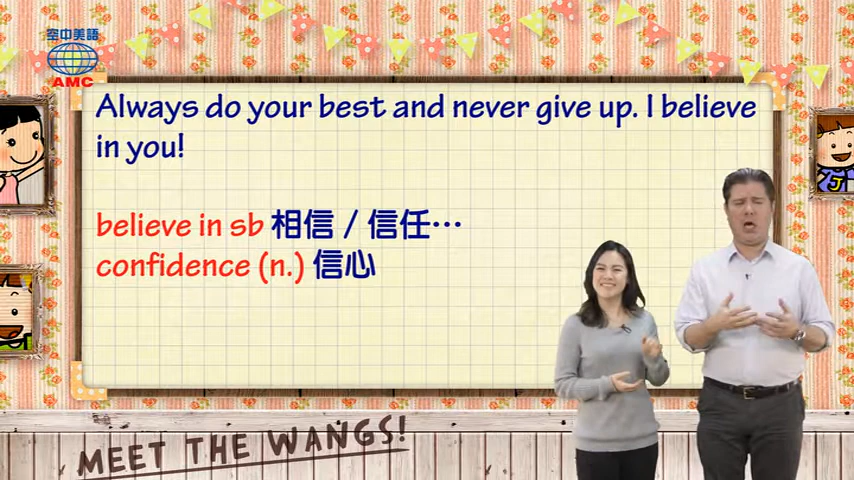 空中美語
AMC
Always do your best and never give up. I believe
in you!
believe in sb 相信 / 信任…
confidence (n.) 信心
J
MEET THE WANGS!